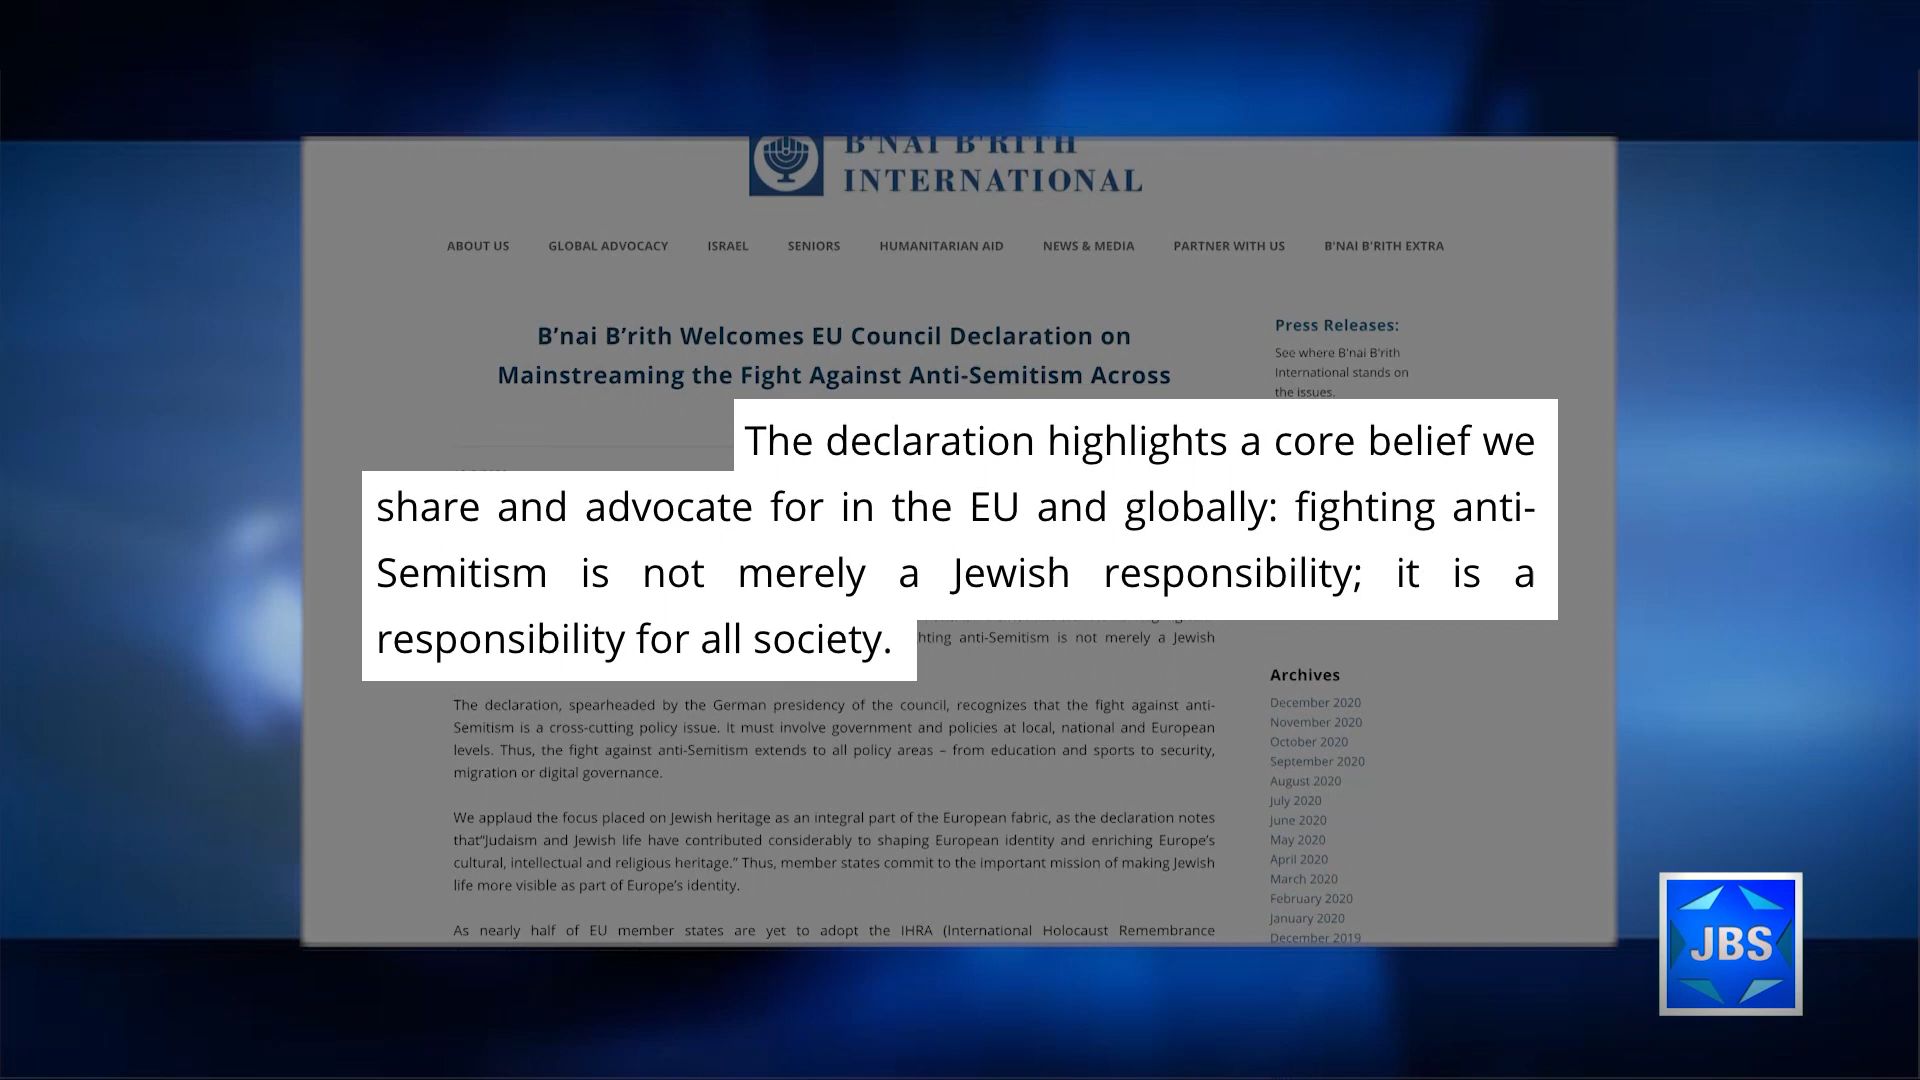 B'NAI B'RITH
INTERNATIONAL
ABOUT US GLOBAL ADVOCACY ISRAEL SENIORS HUMANITARIAN AID NEWS & MEDIA PARTNER WITH US B'NAI B'RITH EXTRA
B’nai B’rith Welcomes EU Council Declaration on
Mainstreaming the Fight Against Anti-Semitism Across
Press Releases:
See where B'nai B'rith
International stands on
the issues.
The declaration highlights a core belief we
share and advocate for in the EU and globally: fighting anti-
Semitism is not merely a Jewish responsibility; it is a
responsibility for all society.
hting anti-Semitism is not merely a Jewish
The declaration, spearheaded by the German presidency of the council, recognizes that the fight against anti-
Semitism is a cross-cutting policy issue. It must involve government and policies at local, national and European
levels. Thus, the fight against anti-Semitism extends to all policy areas – from education and sports to security,
migration or digital governance.
We applaud the focus placed on Jewish heritage as an integral part of the European fabric, as the declaration notes
that“Judaism and Jewish life have contributed considerably to shaping European identity and enriching Europe’s
cultural, intellectual and religious heritage.” Thus, member states commit to the important mission of making Jewish
life more visible as part of Europe’s identity.
As nearly half of EU member states are yet to adopt the IHRA (International Holocaust Remembrance
Archives
December 2020
November 2020
October 2020
September 2020
August 2020
July 2020
June 2020
May 2020
April 2020
March 2020
February 2020
January 2020
December 2019
JBS